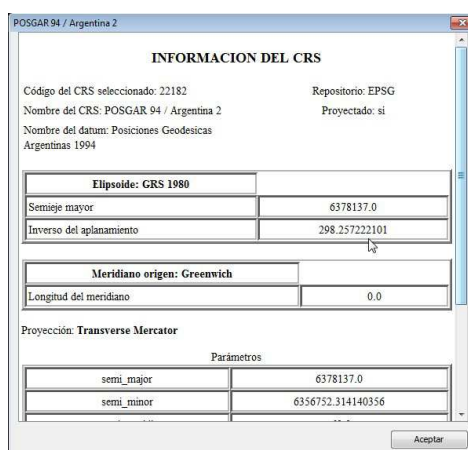 POSGAR 94 / Argentina 2
INFORMACION DEL CRS
Código del CRS seleccionado: 22182
Repositorio: EPSG
Nombre del CRS: POSGAR 94 / Argentina 2
Proyectado: si
Nombre del datum: Posiciones Geodesicas
Argentinas 1994
Elipsoide: GRS 1980
Semieje mayor
6378137.0
Inverso del aplanamiento
298.257222101
Meridiano origen: Greenwich
Longitud del meridiano
0.0
Proyección: Transverse Mercator
Parámetros
semi_major
6378137.0
semi_minor
6356752.314140356
Aceptar